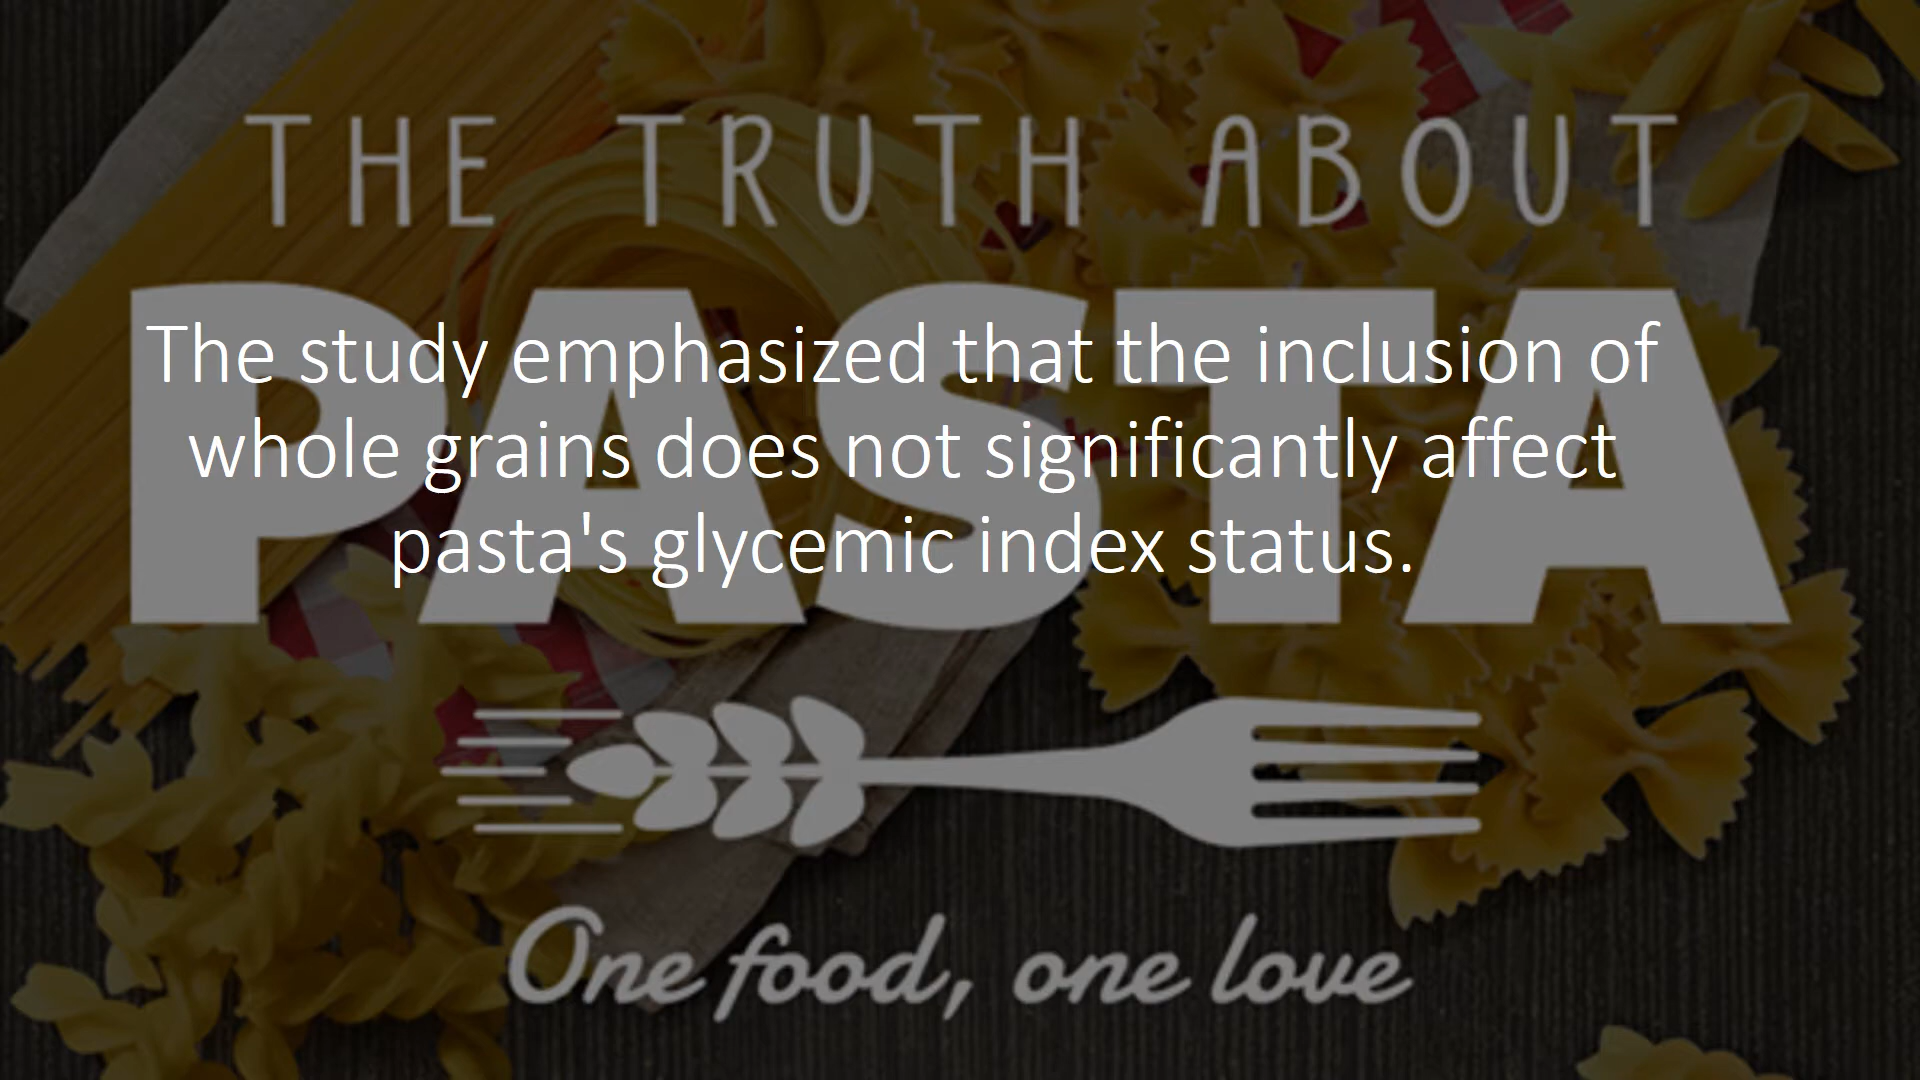 THE TRUTH ABOUT
PASTA
The study emphasized that the inclusion of
whole grains does not significantly affect
pasta's glycemic index status.
One food, one love